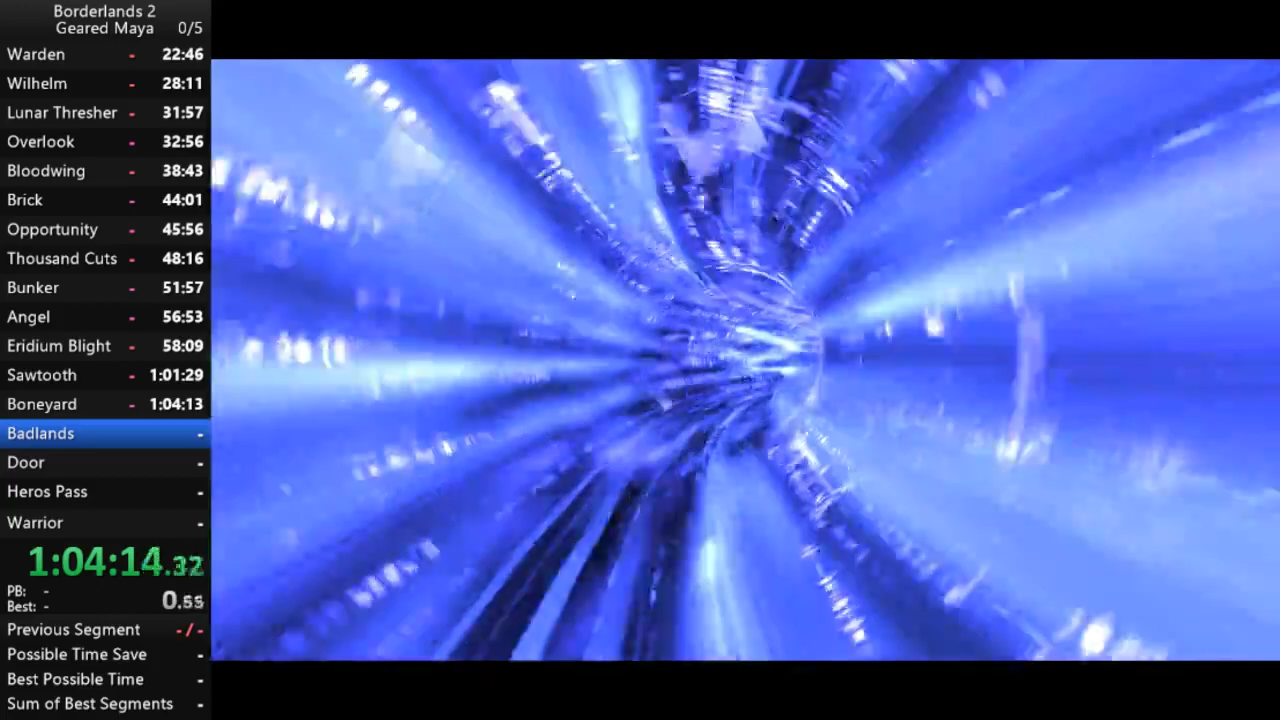 Borderlands 2
Geared Maya 0/5
Warden - 22:46
Wilhelm - 28:11
Lunar Thresher - 31:57
Overlook - 32:56
Bloodwing - 38:43
Brick - 44:01
Opportunity - 45:56
Thousand Cuts - 48:16
Bunker - 51:57
Angel - 56:53
Eridium Blight - 58:09
Sawtooth - 1:01:29
Boneyard - 1:04:13
Badlands -
Door -
Heros Pass -
Warrior -
1:04:14.32
PB: -
Best: - 0.55
Previous Segment -/-
Possible Time Save -
Best Possible Time -
Sum of Best Segments -